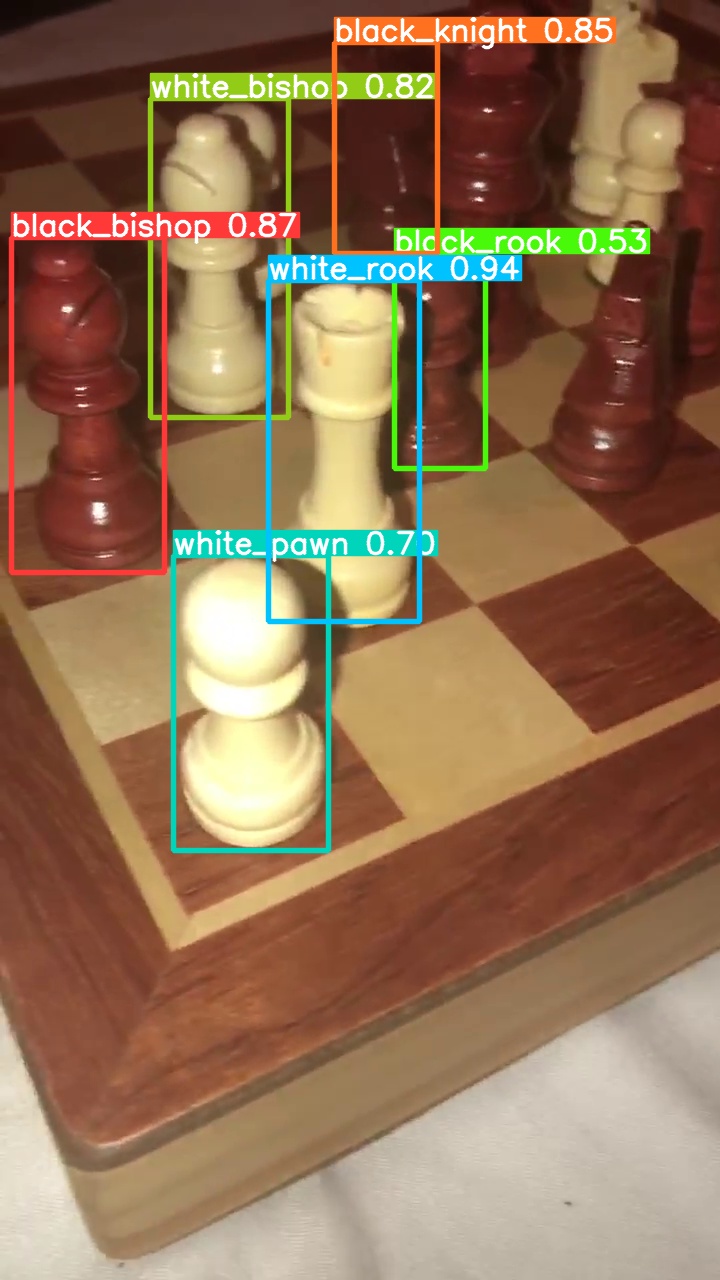 black_knight 0.85
white_bishop 0.82
black_bishop 0.87
black_rook 0.53
white_rook 0.94
white_pawn 0.70